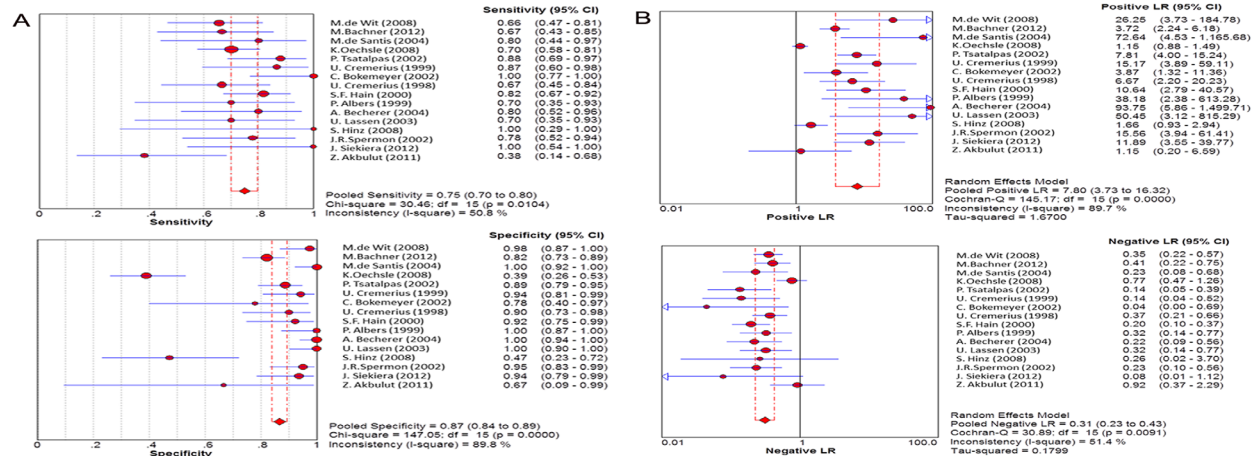 A
Sensitivity (95% CI)
M.de Wit (2008) 0.66 (0.47 - 0.81)
M.Bachner (2012) 0.67 (0.43 - 0.85)
M.de Santis (2004) 0.80 (0.44 - 0.97)
K.Oechsle (2008) 0.70 (0.58 - 0.81)
P. Tsatalpas (2002) 0.88 (0.69 - 0.97)
U. Cremerius (1999) 0.87 (0.60 - 0.98)
C. Bokemeyer (2002) 1.00 (0.77 - 1.00)
U. Cremerius (1998) 0.67 (0.45 - 0.84)
S.F. Hain (2000) 0.82 (0.67 - 0.92)
P. Albers (1999) 0.70 (0.35 - 0.93)
A. Becherer (2004) 0.80 (0.52 - 0.96)
U. Lassen (2003) 0.70 (0.35 - 0.93)
S. Hinz (2008) 1.00 (0.29 - 1.00)
J.R.Spermon (2002) 0.78 (0.52 - 0.94)
J. Siekiera (2012) 1.00 (0.54 - 1.00)
Z. Akbulut (2011) 0.38 (0.14 - 0.68)
Pooled Sensitivity = 0.75 (0.70 to 0.80)
Chi-square = 30.46; df = 15 (p = 0.0104)
Inconsistency (I-square) = 50.8 %
0 .2 .4 .6 .8 1
Sensitivity
Specificity (95% CI)
M.de Wit (2008) 0.98 (0.87 - 1.00)
M.Bachner (2012) 0.82 (0.73 - 0.89)
M.de Santis (2004) 1.00 (0.92 - 1.00)
K.Oechsle (2008) 0.39 (0.26 - 0.53)
P. Tsatalpas (2002) 0.89 (0.79 - 0.95)
U. Cremerius (1999) 0.94 (0.81 - 0.99)
C. Bokemeyer (2002) 0.78 (0.40 - 0.97)
U. Cremerius (1998) 0.90 (0.73 - 0.98)
S.F. Hain (2000) 0.92 (0.75 - 0.99)
P. Albers (1999) 1.00 (0.87 - 1.00)
A. Becherer (2004) 1.00 (0.94 - 1.00)
U. Lassen (2003) 1.00 (0.90 - 1.00)
S. Hinz (2008) 0.47 (0.23 - 0.72)
J.R.Spermon (2002) 0.95 (0.83 - 0.99)
J. Siekiera (2012) 0.94 (0.79 - 0.99)
Z. Akbulut (2011) 0.67 (0.09 - 0.99)
Pooled Specificity = 0.87 (0.84 to 0.89)
Chi-square = 147.05; df = 15 (p = 0.0000)
Inconsistency (I-square) = 89.8 %
0 .2 .4 .6 .8 1
Specificity
B
Positive LR (95% CI)
M.de Wit (2008) 26.25 (3.73 - 184.78)
M.Bachner (2012) 3.72 (2.24 - 6.18)
M.de Santis (2004) 72.64 (4.53 - 1,165.68)
K.Oechsle (2008) 1.15 (0.88 - 1.49)
P. Tsatalpas (2002) 7.81 (4.00 - 15.24)
U. Cremerius (1999) 15.17 (3.89 - 59.11)
C. Bokemeyer (2002) 3.87 (1.32 - 11.36)
U. Cremerius (1998) 6.67 (2.20 - 20.23)
S.F. Hain (2000) 10.64 (2.79 - 40.57)
P. Albers (1999) 38.18 (2.38 - 613.28)
A. Becherer (2004) 93.75 (5.86 - 1,499.71)
U. Lassen (2003) 50.45 (3.12 - 815.29)
S. Hinz (2008) 1.66 (0.93 - 2.94)
J.R.Spermon (2002) 15.56 (3.94 - 61.41)
J. Siekiera (2012) 11.89 (3.55 - 39.77)
Z. Akbulut (2011) 1.15 (0.20 - 6.59)
Random Effects Model
Pooled Positive LR = 7.80 (3.73 to 16.32)
Cochran-Q = 145.17; df = 15 (p = 0.0000)
Inconsistency (I-square) = 89.7 %
Tau-squared = 1.6700
0.01 1 100.0
Positive LR
Negative LR (95% CI)
M.de Wit (2008) 0.35 (0.22 - 0.57)
M.Bachner (2012) 0.41 (0.22 - 0.75)
M.de Santis (2004) 0.23 (0.08 - 0.68)
K.Oechsle (2008) 0.77 (0.47 - 1.26)
P. Tsatalpas (2002) 0.14 (0.05 - 0.39)
U. Cremerius (1999) 0.14 (0.04 - 0.52)
C. Bokemeyer (2002) 0.04 (0.00 - 0.69)
U. Cremerius (1998) 0.37 (0.21 - 0.66)
S.F. Hain (2000) 0.20 (0.10 - 0.37)
P. Albers (1999) 0.32 (0.14 - 0.77)
A. Becherer (2004) 0.22 (0.09 - 0.56)
U. Lassen (2003) 0.32 (0.14 - 0.77)
S. Hinz (2008) 0.26 (0.02 - 3.70)
J.R.Spermon (2002) 0.23 (0.10 - 0.56)
J. Siekiera (2012) 0.08 (0.01 - 1.12)
Z. Akbulut (2011) 0.92 (0.37 - 2.29)
Random Effects Model
Pooled Negative LR = 0.31 (0.23 to 0.43)
Cochran-Q = 30.89; df = 15 (p = 0.0091)
Inconsistency (I-square) = 51.4 %
Tau-squared = 0.1799
0.01 1 100.0
Negative LR